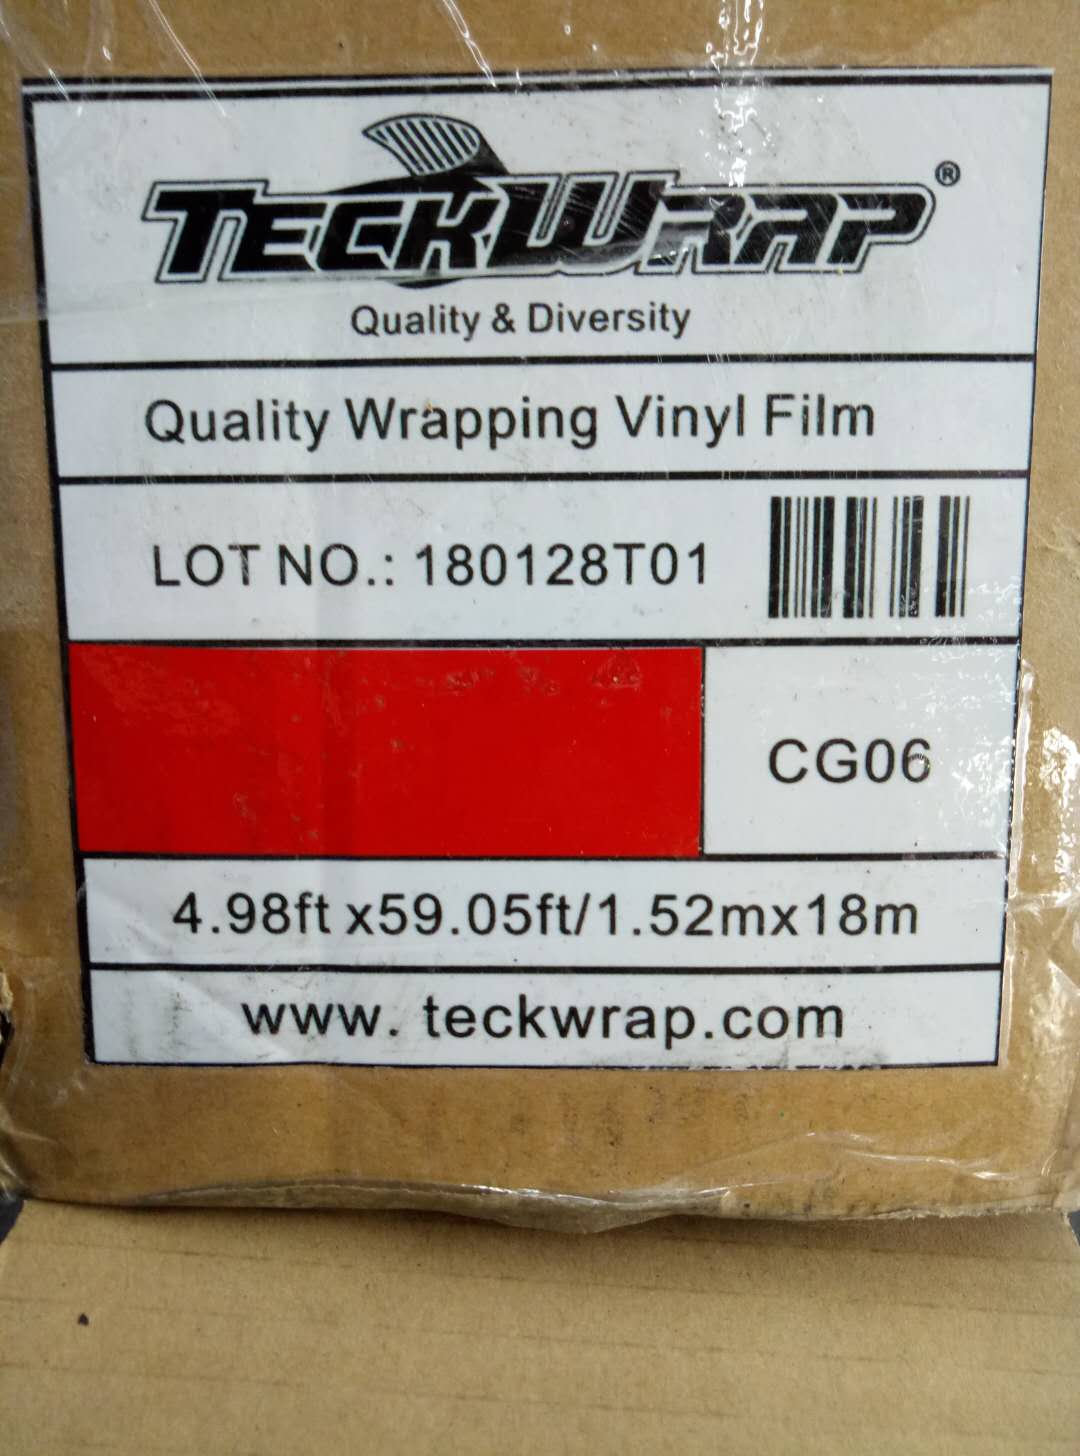 TECKWRAP®
Quality & Diversity
Quality Wrapping Vinyl Film
LOT NO.: 180128T01
CG06
4.98ft x59.05ft/1.52mx18m
www. teckwrap.com